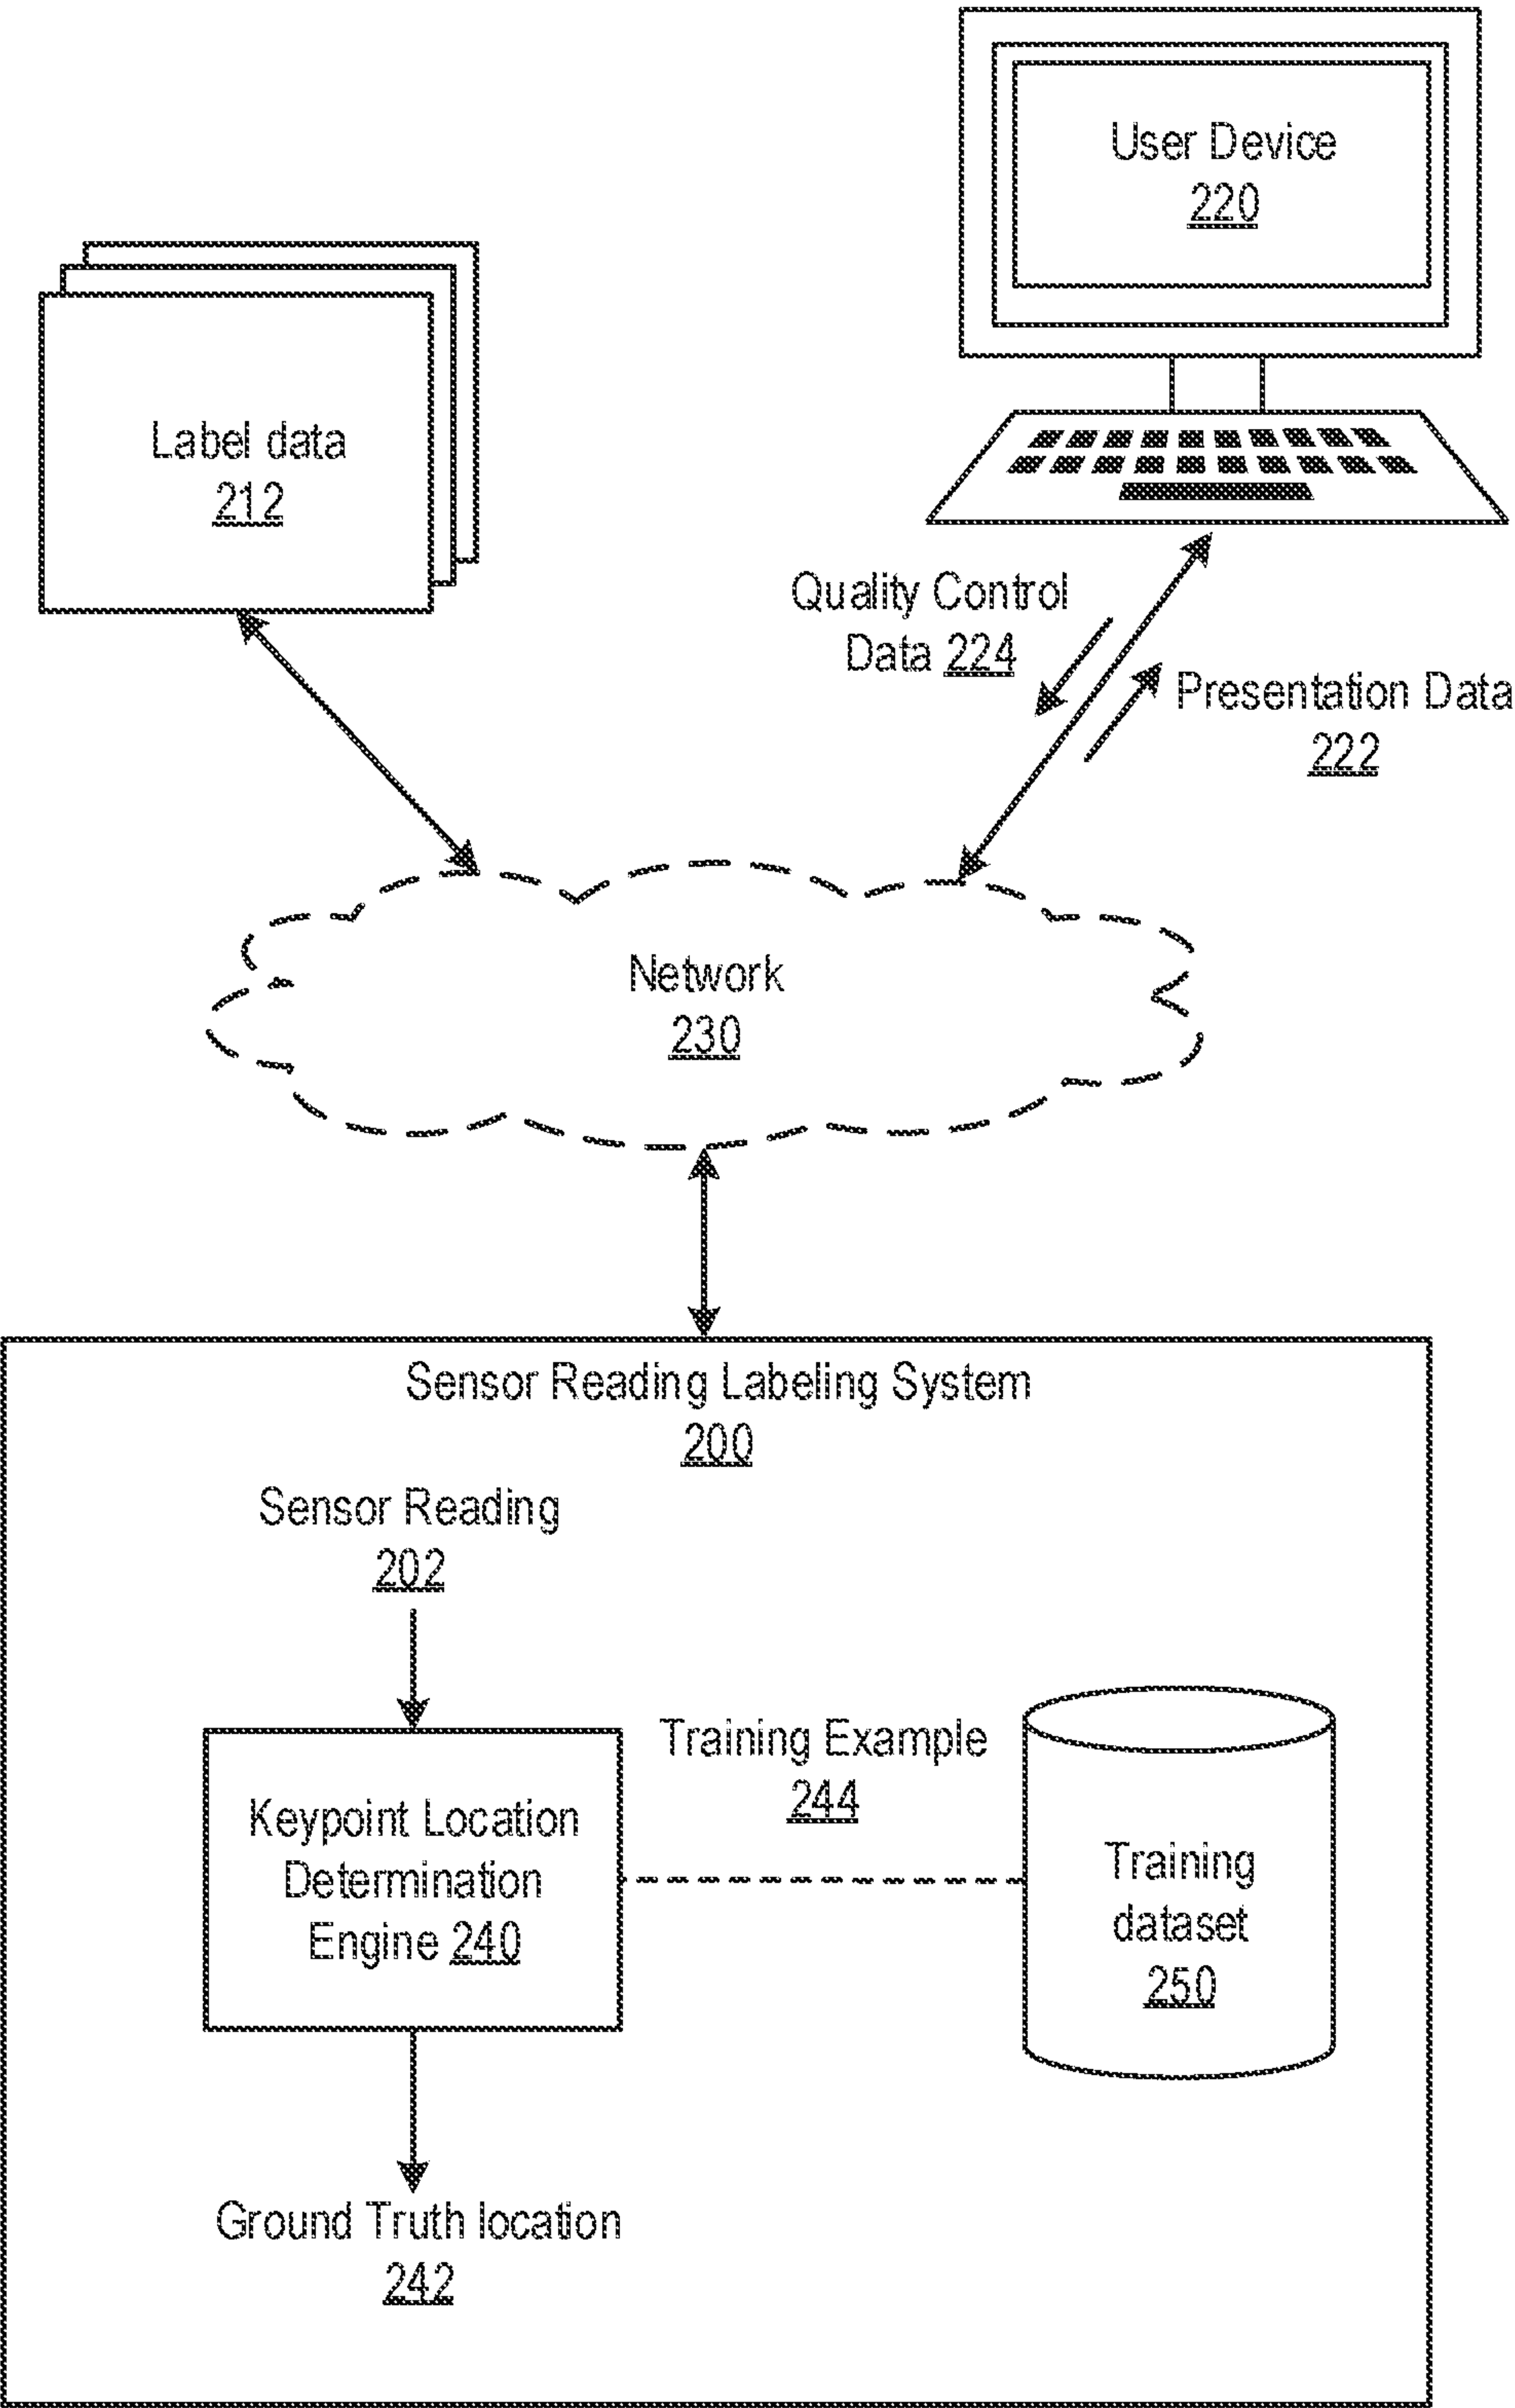 User Device
220
Label data
212
Quality Control
Data 224
Presentation Data
222
Network
230
Sensor Reading Labeling System
200
Sensor Reading
202
Training Example
244
Keypoint Location
Determination
Engine 240
Training
dataset
250
Ground Truth location
242